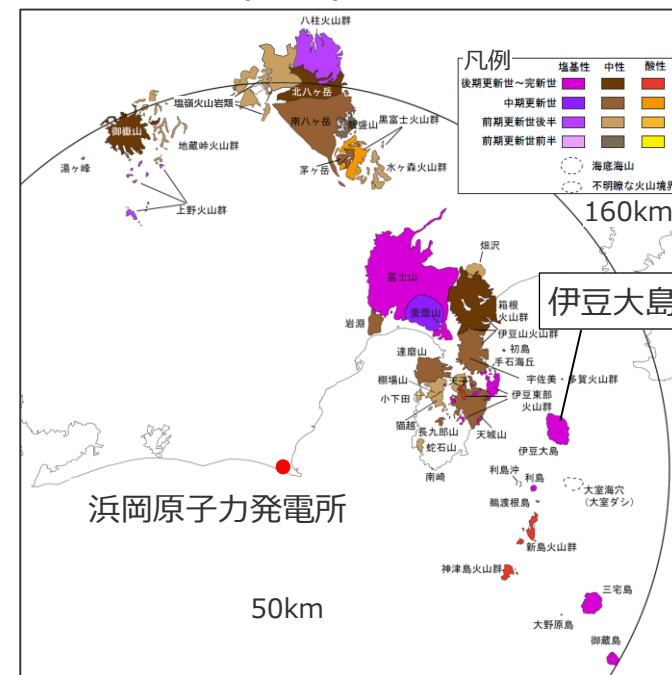 八柱火山群
凡例
塩基性 中性 酸性
後期更新世～完新世
中期更新世
前期更新世後半
前期更新世前半
海底海山
不明瞭な火山境界
160km
塩嶺火山岩類
北八ヶ岳
南八ヶ岳
飯盛山
黒富士火山群
御嶽山
地蔵峠火山群
茅ヶ岳
水ヶ森火山群
湯ヶ峰
上野火山群
畑沢
富士山
愛鷹山
箱根
火山群
伊豆大島
岩淵
伊豆山火山群
初島
達磨山
手石海丘
棚場山
天子
宇佐美・多賀火山群
小下田
伊豆東部
火山群
猫越
長九郎山
天城山
伊豆大島
蛇石山
南崎
利島沖
利島
大室海穴
(大室ダシ)
鵜渡根島
浜岡原子力発電所
新島火山群
神津島火山群
三宅島
50km
大野原島
御蔵島